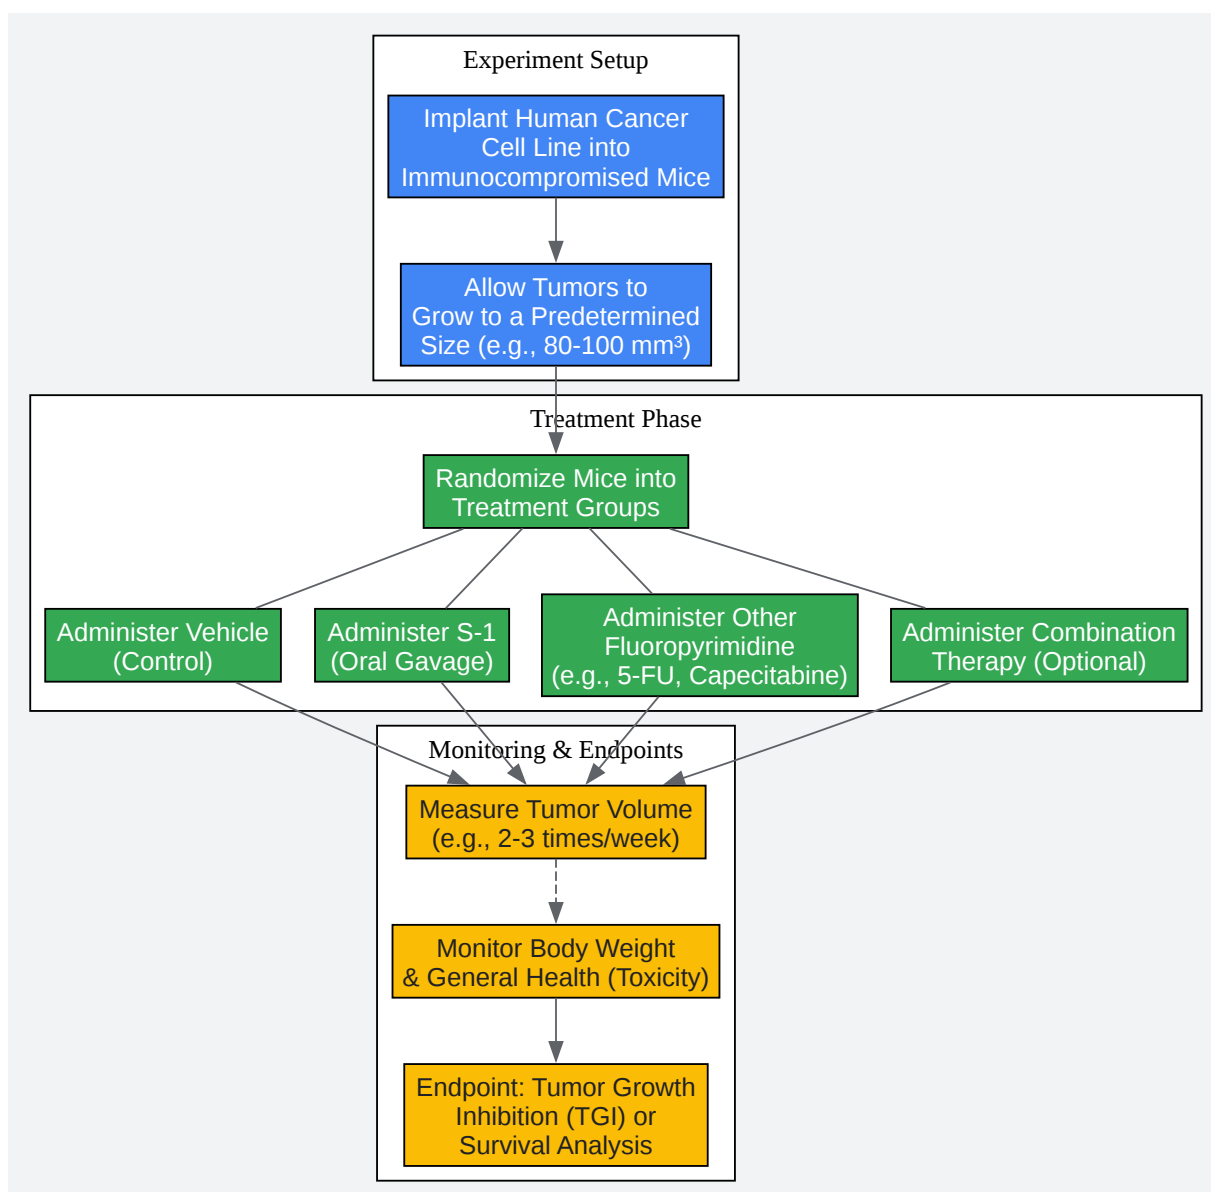 Experiment Setup
Implant Human Cancer
Cell Line into
Immunocompromised Mice
Allow Tumors to
Grow to a Predetermined
Size (e.g., 80-100 mm³)
Treatment Phase
Randomize Mice into
Treatment Groups
Administer Vehicle
(Control)
Administer S-1
(Oral Gavage)
Administer Other
Fluoropyrimidine
(e.g., 5-FU, Capecitabine)
Administer Combination
Therapy (Optional)
Monitoring & Endpoints
Measure Tumor Volume
(e.g., 2-3 times/week)
Monitor Body Weight
& General Health (Toxicity)
Endpoint: Tumor Growth
Inhibition (TGI) or
Survival Analysis